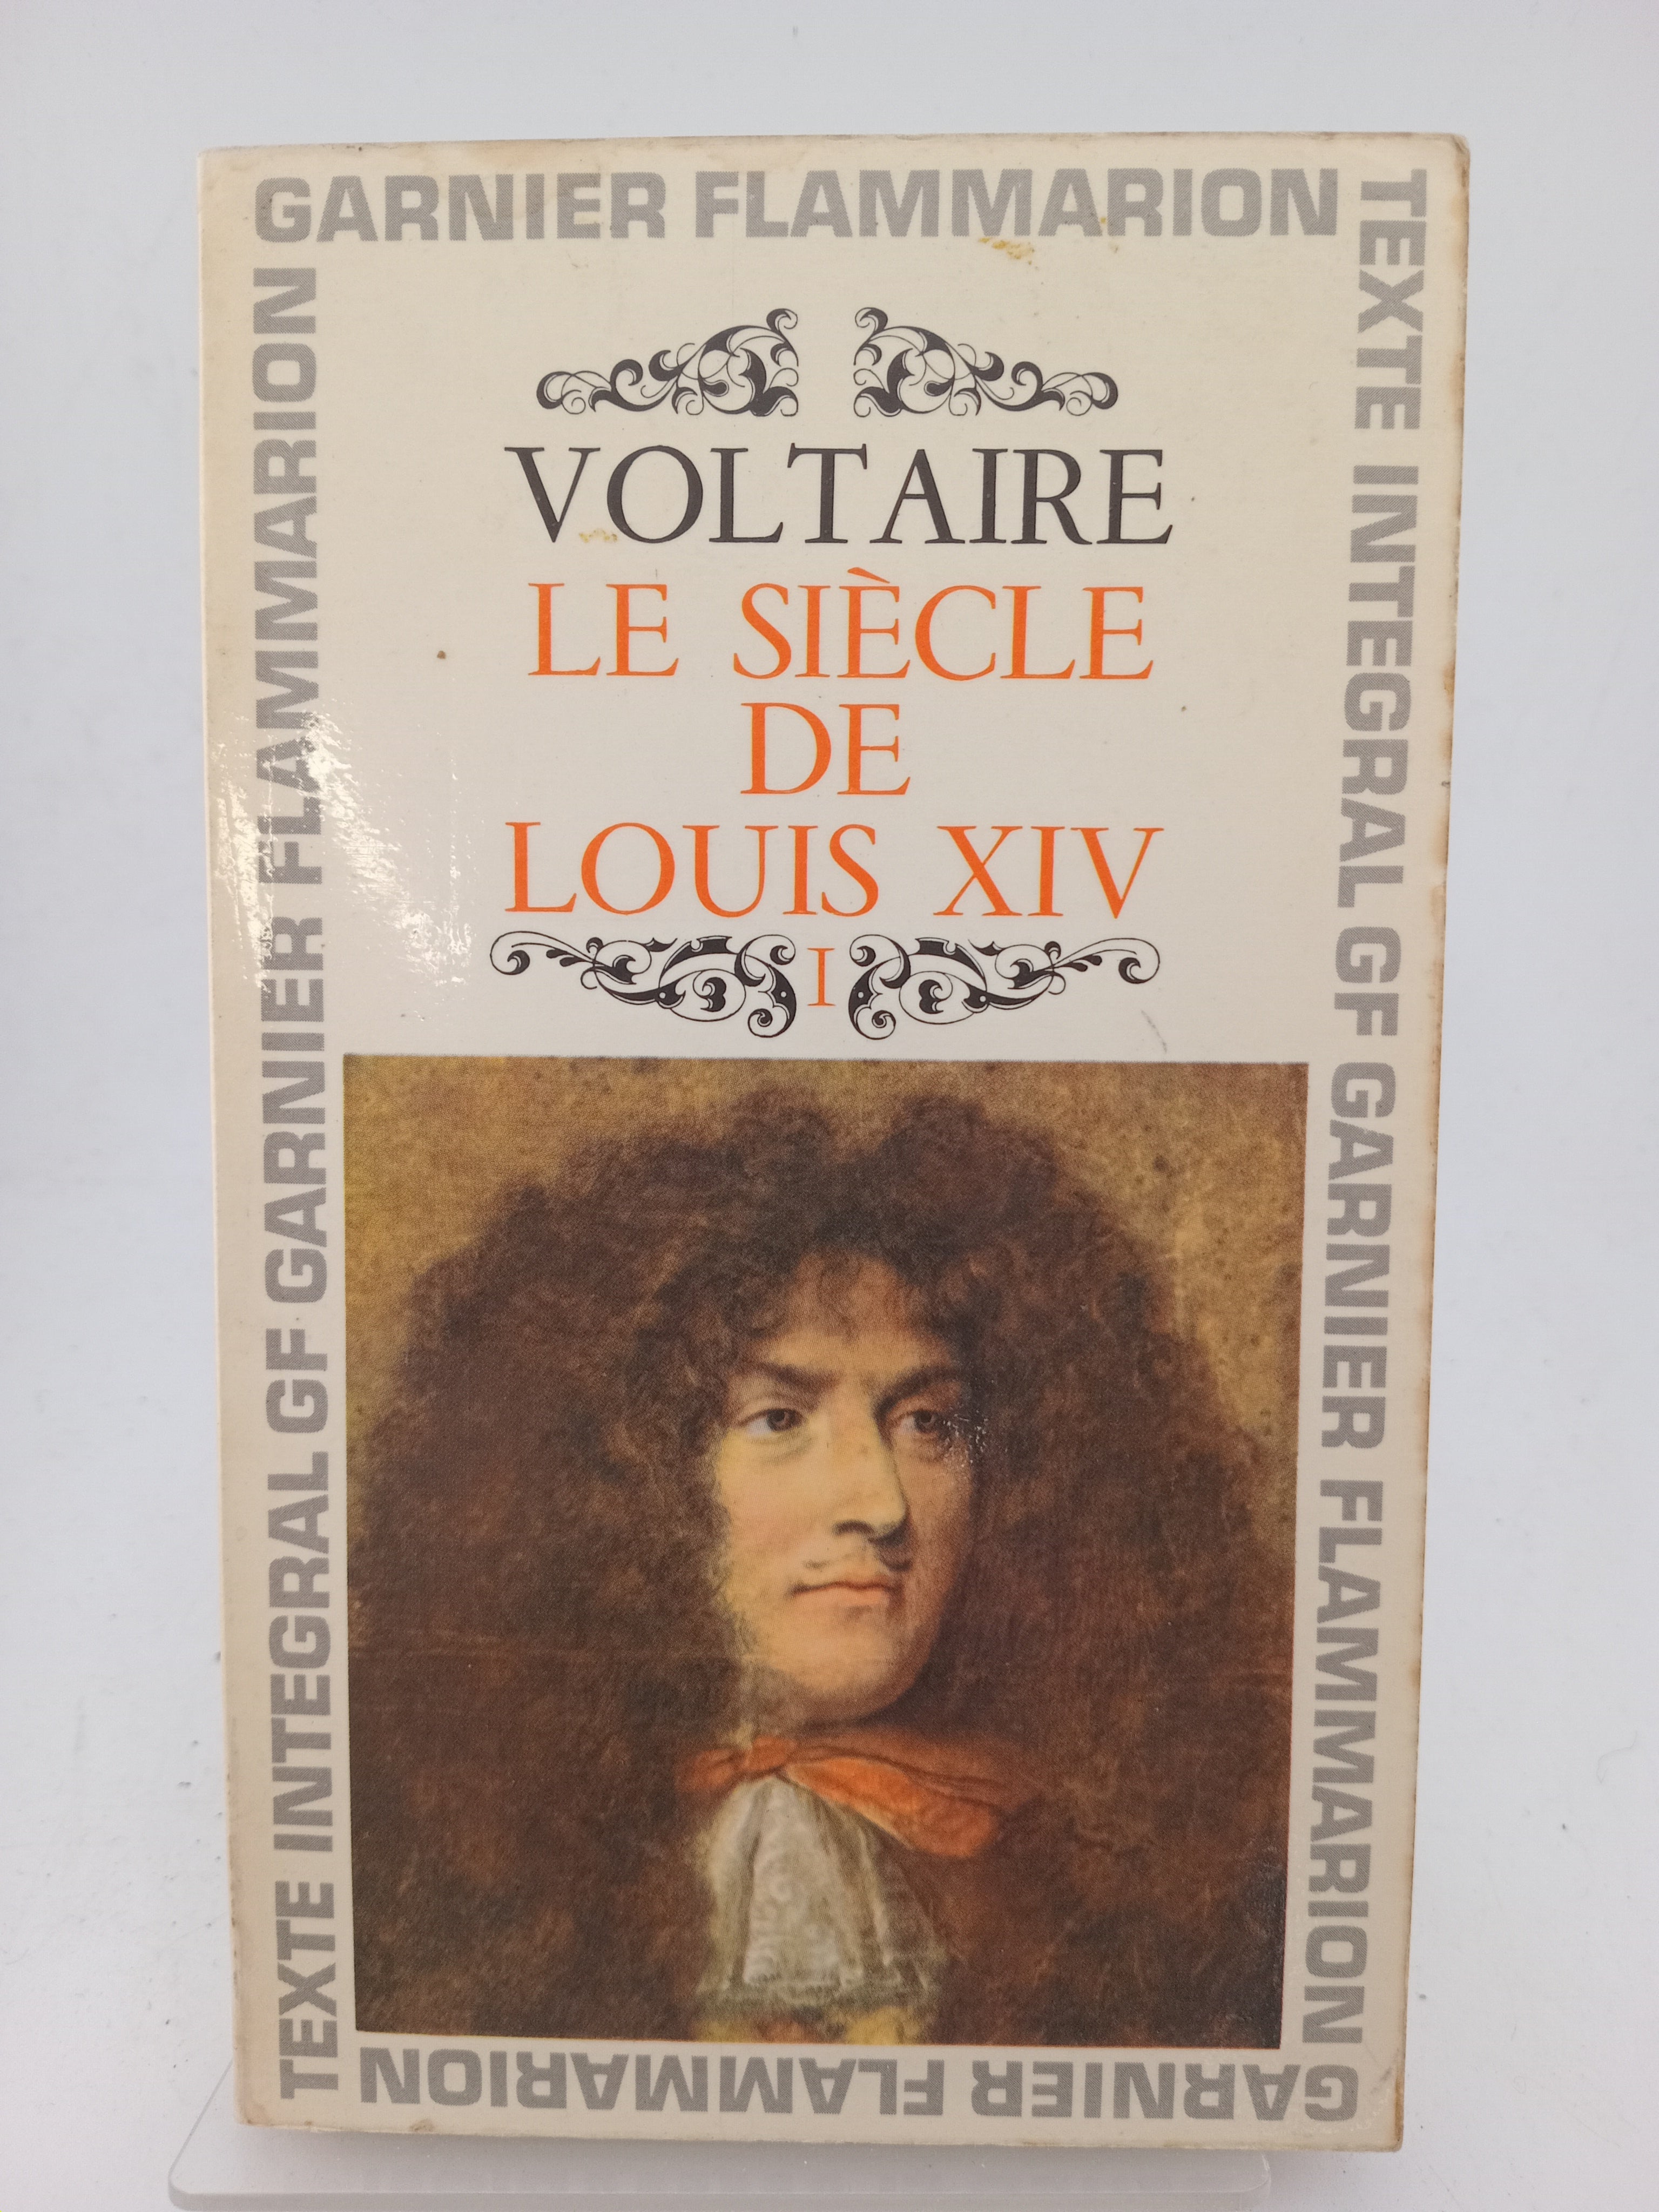 GARNIER FLAMMARION
TEXTE INTEGRAL GF GARNIER FLAMMARION
GARNIER FLAMMARION
TEXTE INTEGRAL GF GARNIER FLAMMARION
VOLTAIRE
LE SIÈCLE
DE
LOUIS XIV
I